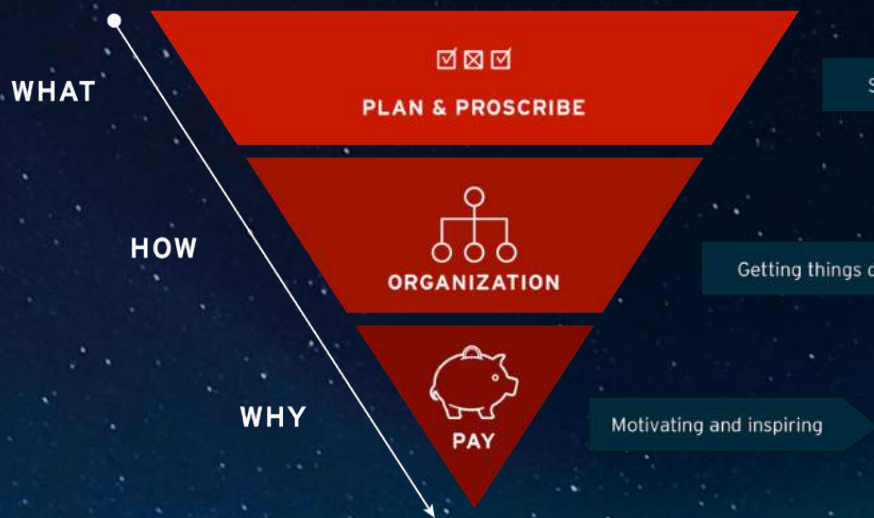 WHAT
PLAN & PROSCRIBE
HOW
ORGANIZATION
Getting things
WHY
PAY
Motivating and inspiring